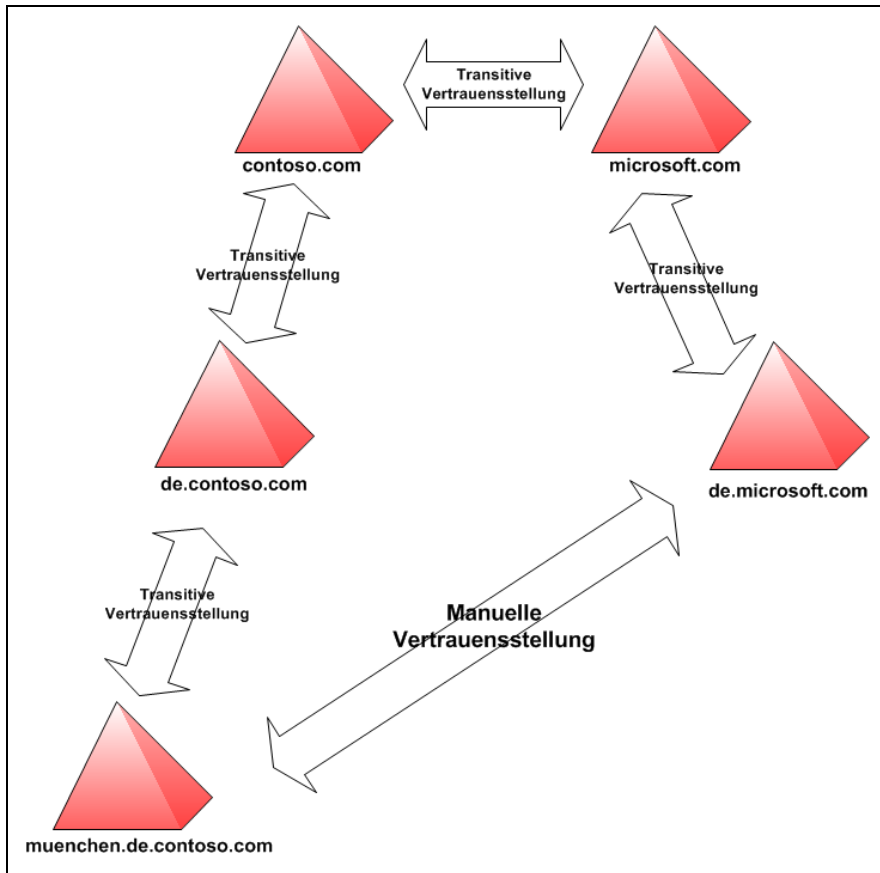 Transitive
Vertrauensstellung
contoso.com
microsoft.com
Transitive
Vertrauensstellung
Transitive
Vertrauensstellung
de.contoso.com
de.microsoft.com
Transitive
Vertrauensstellung
Manuelle
Vertrauensstellung
muenchen.de.contoso.com